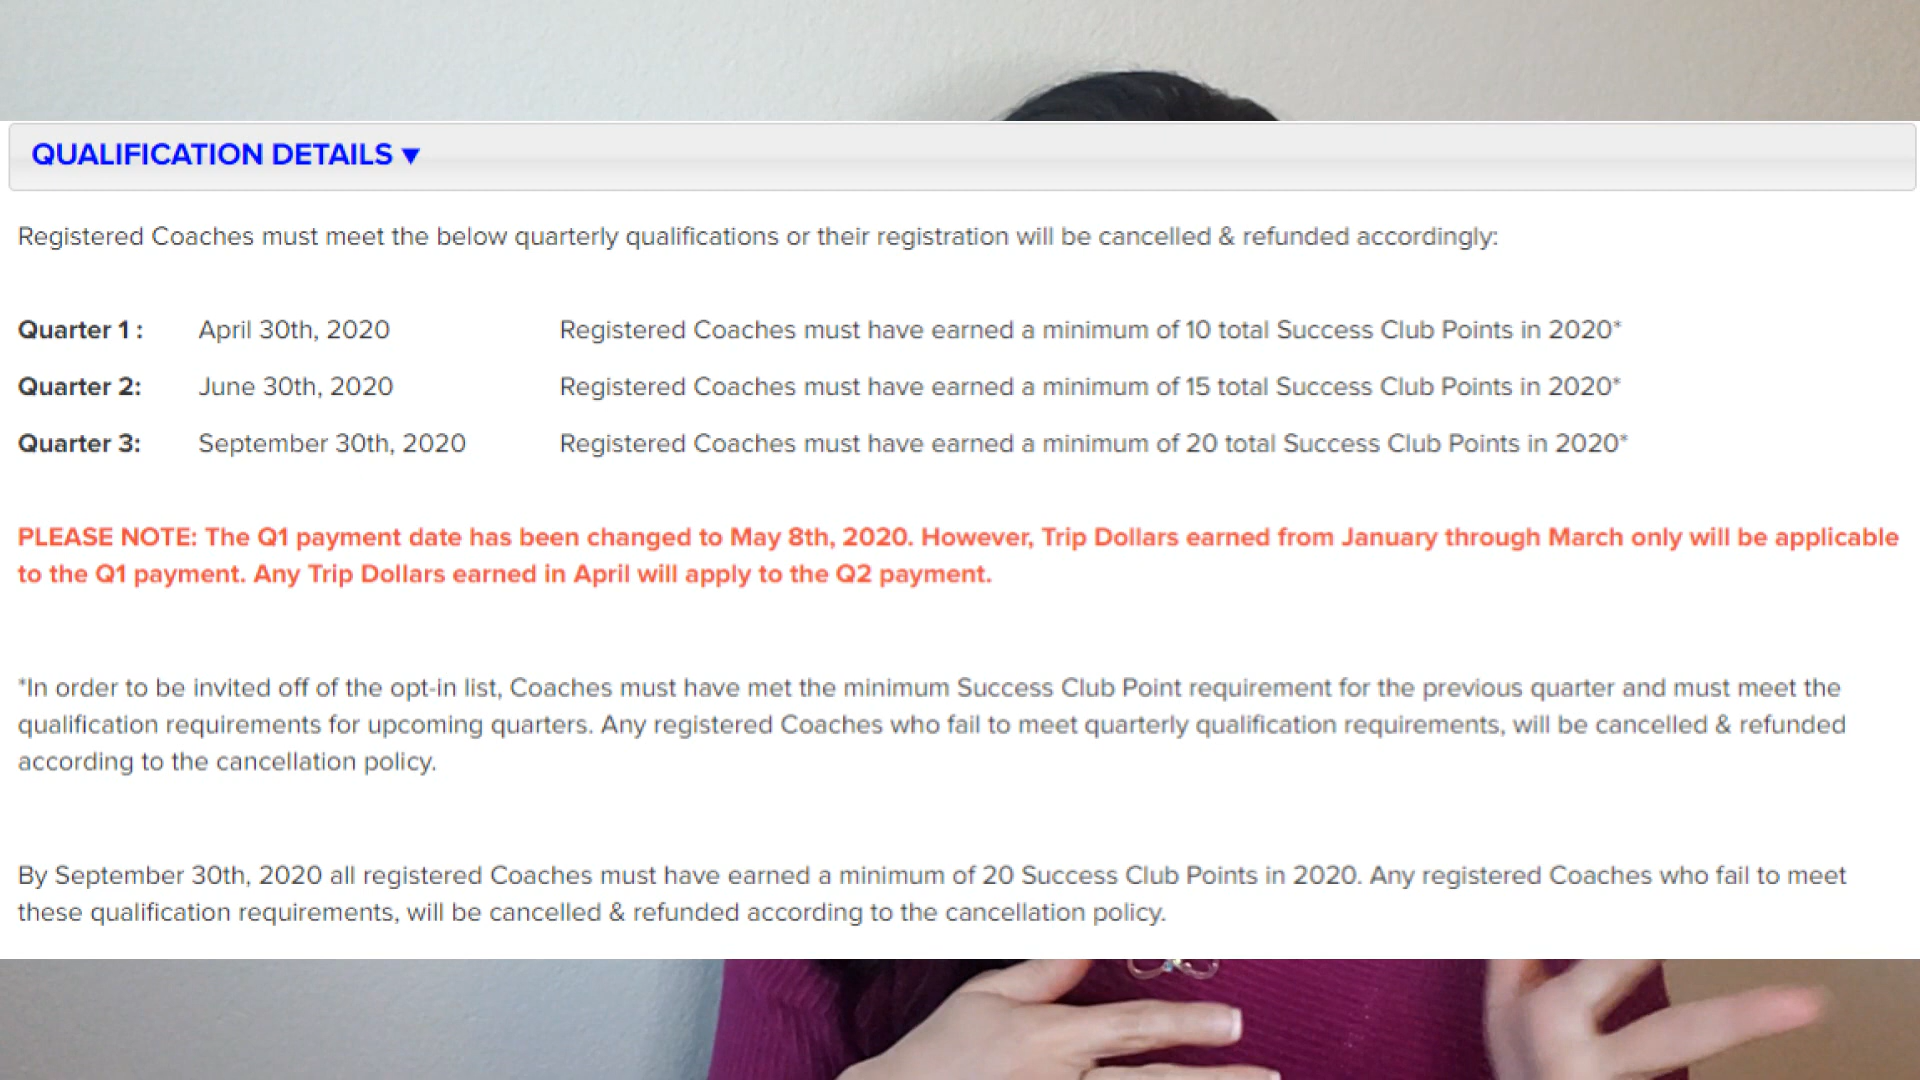 QUALIFICATION DETAILS ▼
Registered Coaches must meet the below quarterly qualifications or their registration will be cancelled & refunded accordingly:
Quarter 1 : April 30th, 2020 Registered Coaches must have earned a minimum of 10 total Success Club Points in 2020*
Quarter 2: June 30th, 2020 Registered Coaches must have earned a minimum of 15 total Success Club Points in 2020*
Quarter 3: September 30th, 2020 Registered Coaches must have earned a minimum of 20 total Success Club Points in 2020*
PLEASE NOTE: The Q1 payment date has been changed to May 8th, 2020. However, Trip Dollars earned from January through March only will be applicable
to the Q1 payment. Any Trip Dollars earned in April will apply to the Q2 payment.
*In order to be invited off of the opt-in list, Coaches must have met the minimum Success Club Point requirement for the previous quarter and must meet the
qualification requirements for upcoming quarters. Any registered Coaches who fail to meet quarterly qualification requirements, will be cancelled & refunded
according to the cancellation policy.
By September 30th, 2020 all registered Coaches must have earned a minimum of 20 Success Club Points in 2020. Any registered Coaches who fail to meet
these qualification requirements, will be cancelled & refunded according to the cancellation policy.